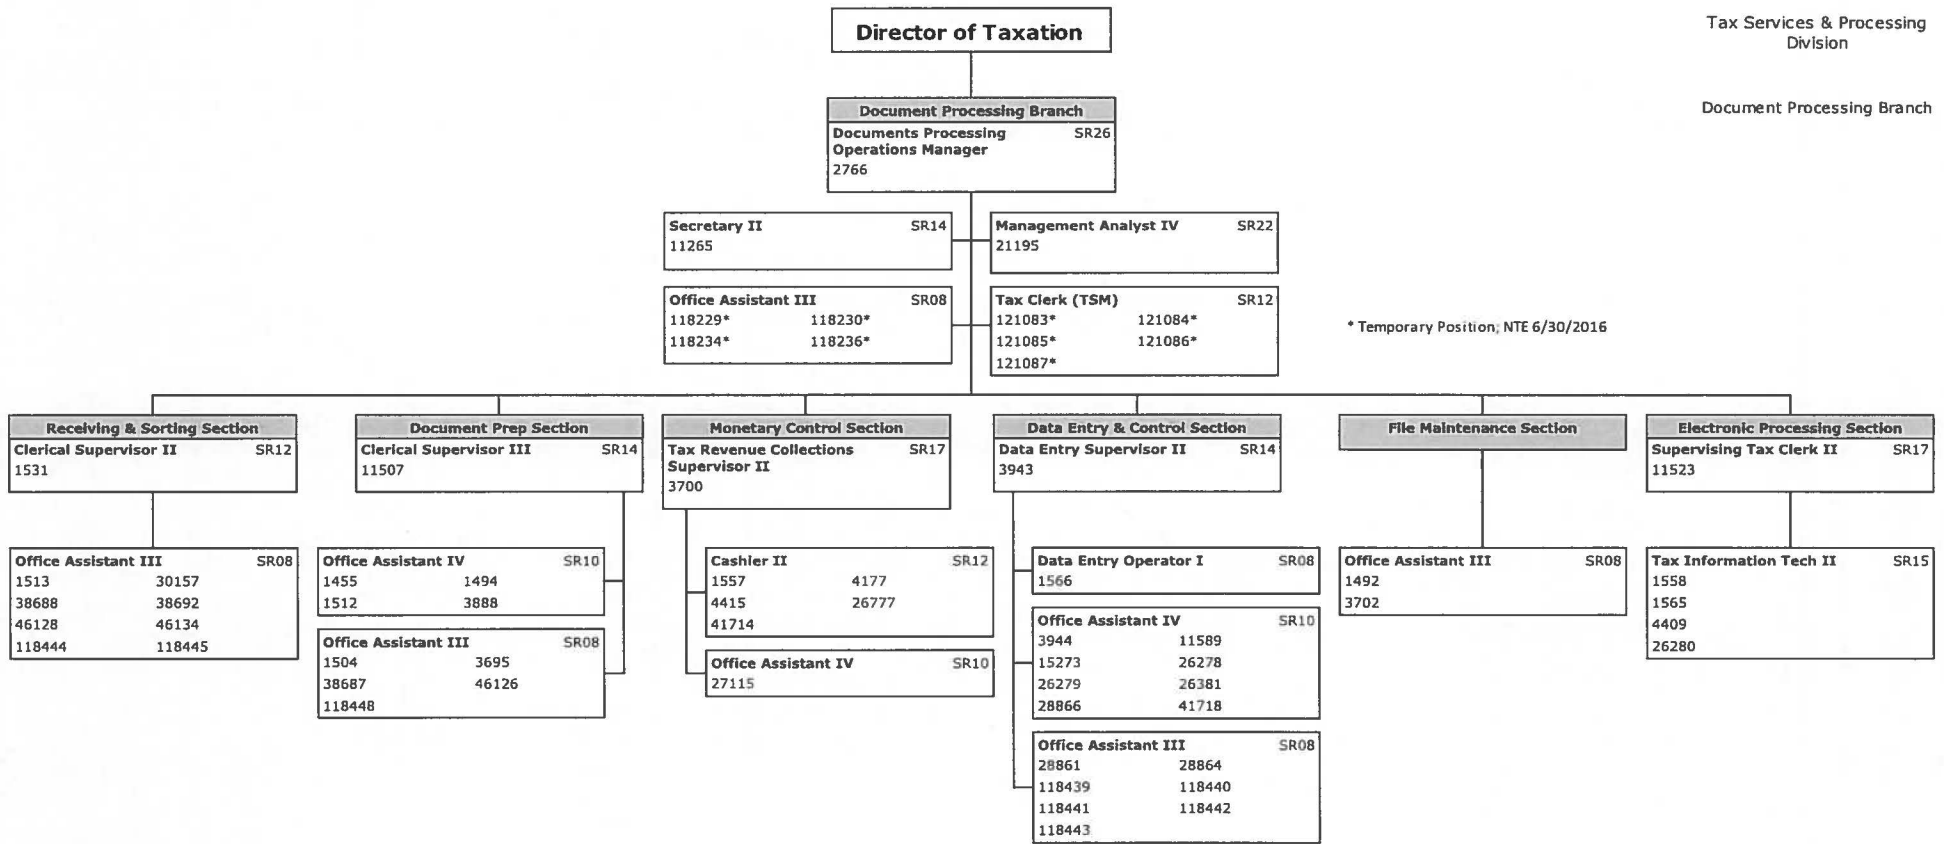 Director of Taxation
Tax Services & Processing
Division
Document Processing Branch
Document Processing Branch
Documents Processing SR26
Operations Manager
2766
Secretary II SR14
11265
Management Analyst IV SR22
21195
Office Assistant III SR08
118229* 118230*
118234* 118236*
Tax Clerk (TSM) SR12
121083* 121084*
121085* 121086*
121087*
* Temporary Position; NTE 6/30/2016
Receiving & Sorting Section
Clerical Supervisor II SR12
1531
Office Assistant III SR08
1513 30157
38688 38692
46128 46134
118444 118445
Document Prep Section
Clerical Supervisor III SR14
11507
Office Assistant IV SR10
1455 1494
1512 3888
Office Assistant III SR08
1504 3695
38687 46126
118448
Monetary Control Section
Tax Revenue Collections SR17
Supervisor II
3700
Cashier II SR12
1557 4177
4415 26777
41714
Office Assistant IV SR10
27115
Data Entry & Control Section
Data Entry Supervisor II SR14
3943
Data Entry Operator I SR08
1566
Office Assistant IV SR10
3944 11589
15273 26278
26279 26381
28866 41718
Office Assistant III SR08
28861 28864
118439 118440
118441 118442
118443
File Maintenance Section
Office Assistant III SR08
1492
3702
Electronic Processing Section
Supervising Tax Clerk II SR17
11523
Tax Information Tech II SR15
1558
1565
4409
26280